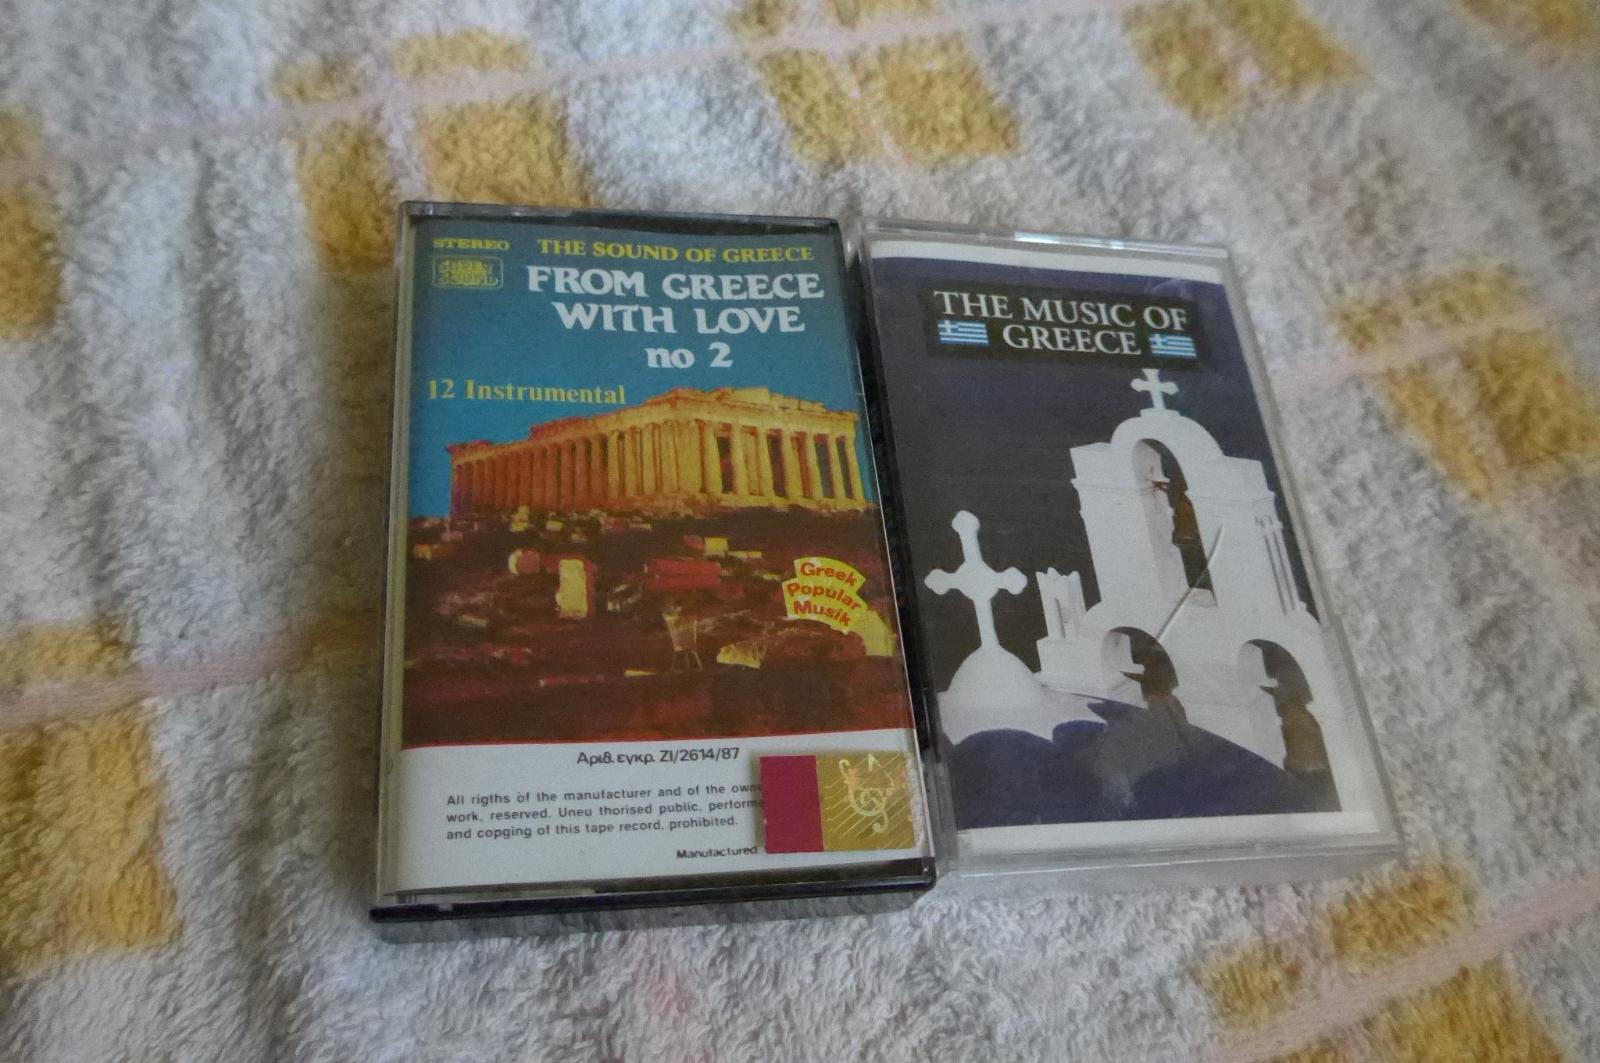 STEREO
THE SOUND OF GREECE
FROM GREECE
WITH LOVE
no 2
12 Instrumental
Greek
Popular
Musik
Αριθ. εγκρ. ΖΙ/2614/87
All rigths of the manufacturer and of the
work, reserved. Uneu thorised public,
and copging of this tape record, prohibited.
Manufactured
THE MUSIC OF
GREECE